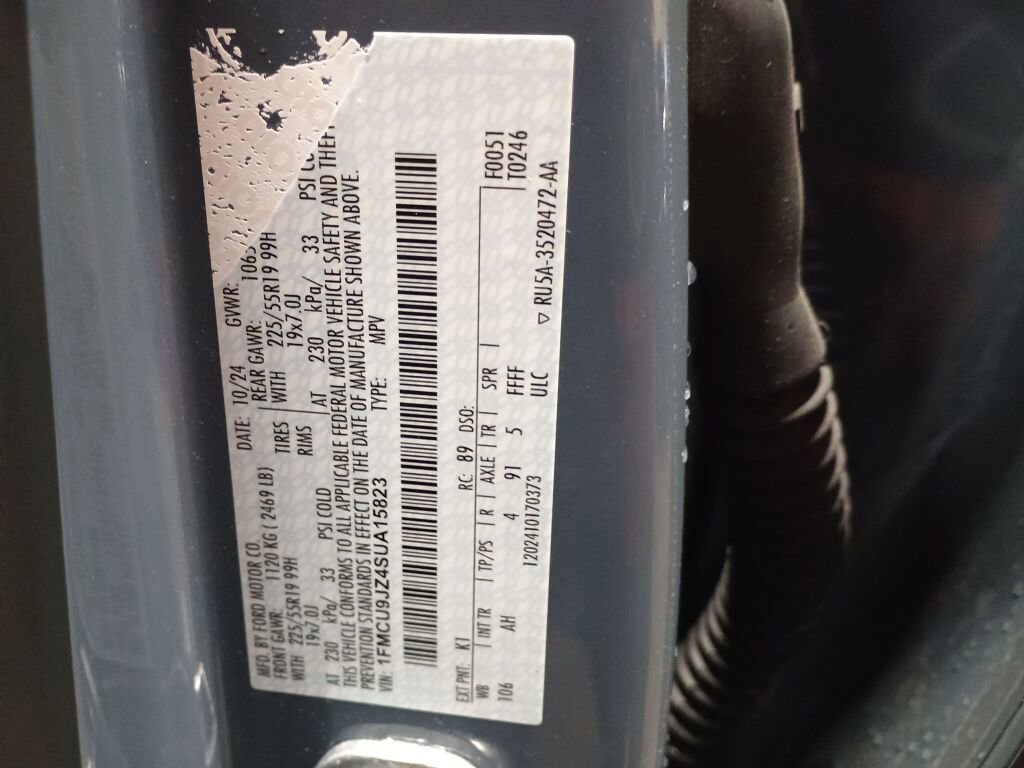 MFD. BY FORD MOTOR CO. DATE: 10/24 GVWR:
FRONT GAWR: 1120 KG ( 2469 LB) REAR GAWR: 1065
WITH 225/55R19 99H TIRES WITH 225/55R19 99H
19x7.0J RIMS 19x7.0J
AT 230 kPa/ 33 PSI COLD AT 230 kPa/ 33 PSI
THIS VEHICLE CONFORMS TO ALL APPLICABLE FEDERAL MOTOR VEHICLE SAFETY AND THEFT
PREVENTION STANDARDS IN EFFECT ON THE DATE OF MANUFACTURE SHOWN ABOVE.
VIN: 1FMCU9JZ4SUA15823 TYPE: MPV
EXT PNT: K1 RC: 89 DSO: F0051
WB INT TR TP/PS R AXLE TR SPR T0246
106 AH 4 91 5 FFFF
1202410170373 ULC ▽ RU5A-3520472-AA